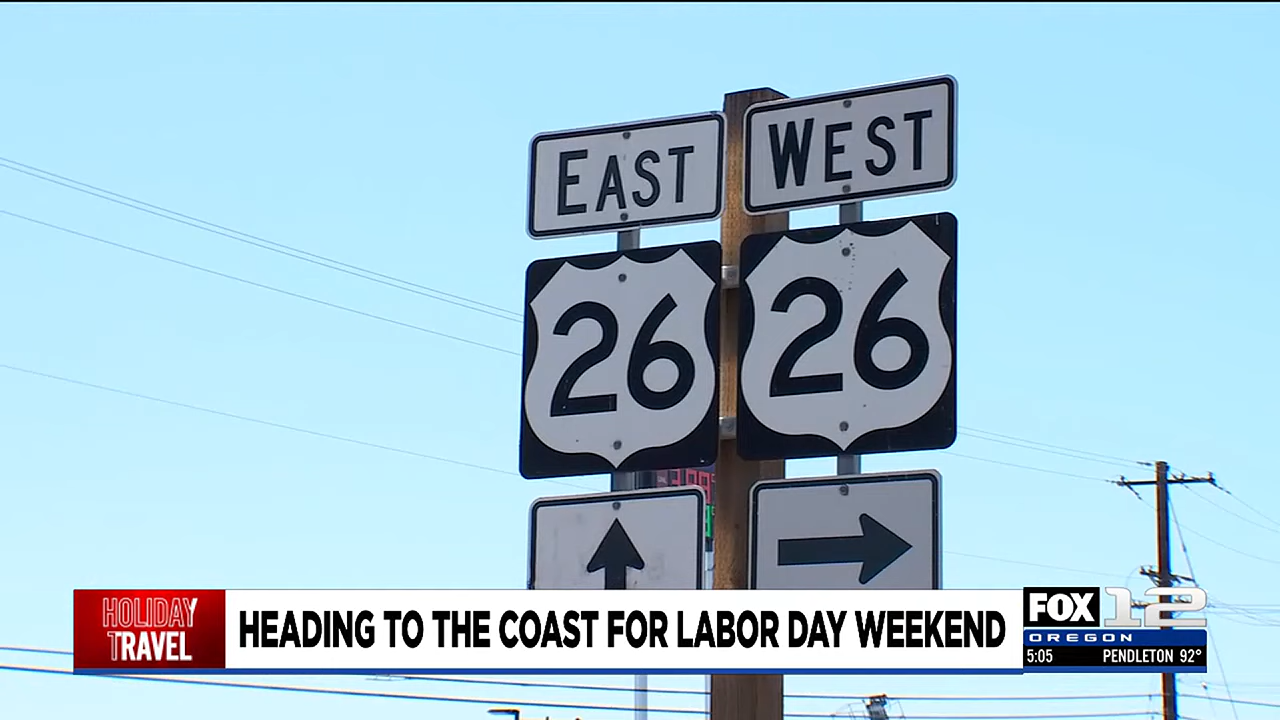 EAST
WEST
26
26
HOLIDAY
TRAVEL
HEADING TO THE COAST FOR LABOR DAY WEEKEND
FOX 12
OREGON
5:05 PENDLETON 92°